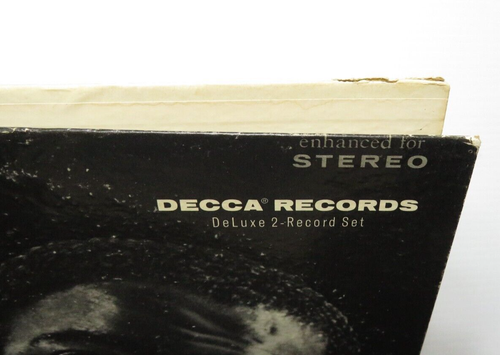 enhanced for
STEREO
DECCA® RECORDS
DeLuxe 2-Record Set